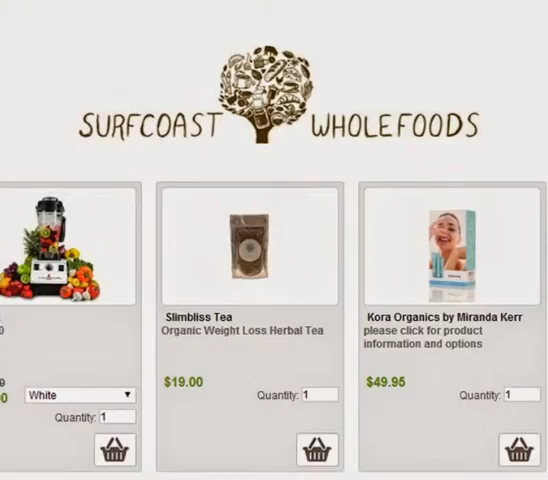 SURFCOAST WHOLEFOODS
White
Quantity: 1
Slimbliss Tea
Organic Weight Loss Herbal Tea
$19.00
Quantity: 1
Kora Organics by Miranda Kerr
please click for product
information and options
$49.95
Quantity: 1